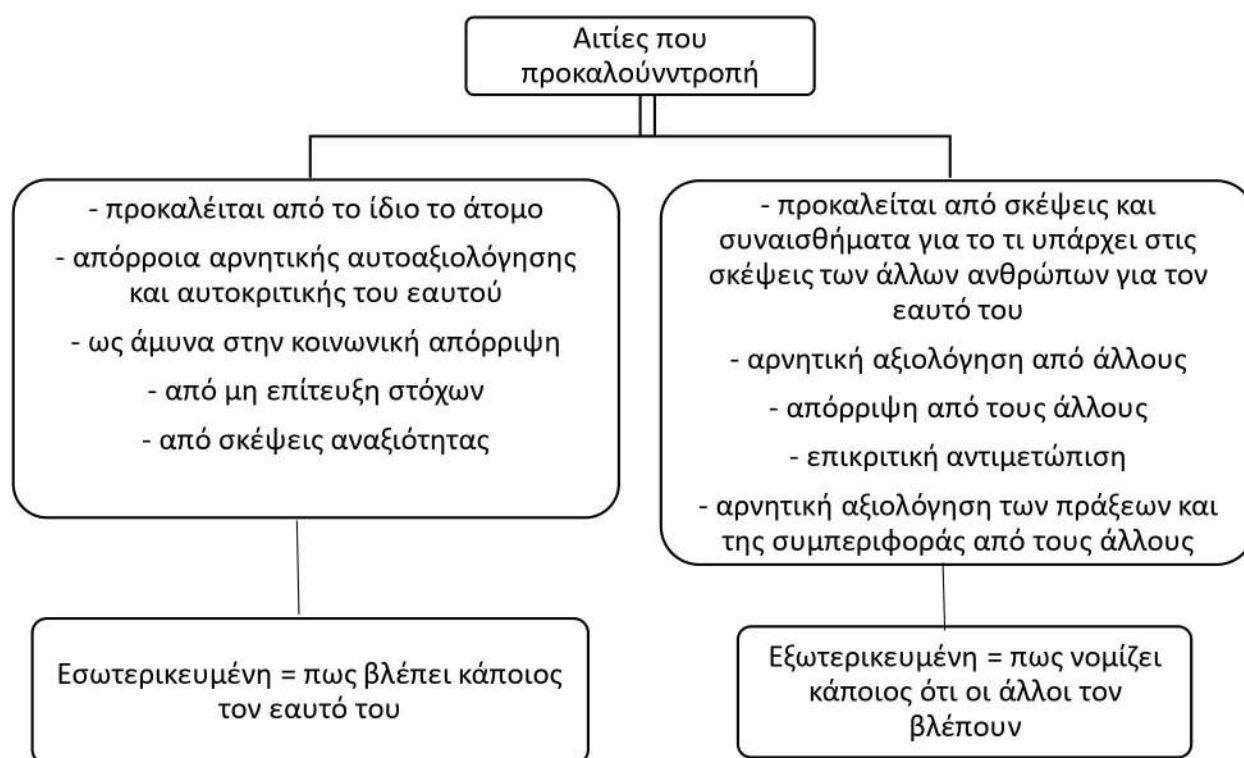 Αιτίες που
προκαλούνντροπή
- προκαλέιται από το ίδιο το άτομο
- απόρροια αρνητικής αυτοαξιολόγησης
και αυτοκριτικής του εαυτού
- ως άμυνα στην κοινωνική απόρριψη
- από μη επίτευξη στόχων
- από σκέψεις αναξιότητας
- προκαλείται από σκέψεις και
συναισθήματα για το τι υπάρχει στις
σκέψεις των άλλων ανθρώπων για τον
εαυτό του
- αρνητική αξιολόγηση από άλλους
- απόρριψη από τους άλλους
- επικριτική αντιμετώπιση
- αρνητική αξιολόγηση των πράξεων και
της συμπεριφοράς από τους άλλους
Εσωτερικευμένη = πως βλέπει κάποιος
τον εαυτό του
Εξωτερικευμένη = πως νομίζει
κάποιος ότι οι άλλοι τον
βλέπουν